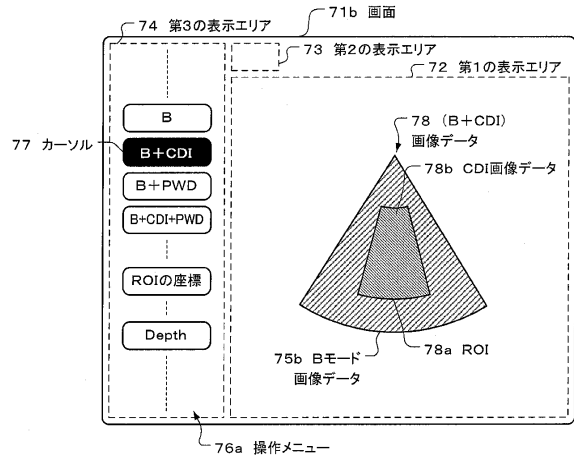 71b 画面
74 第3の表示エリア
73 第2の表示エリア
72 第1の表示エリア
B
77 カーソル
B+CDI
B+PWD
B+CDI+PWD
ROIの座標
Depth
78 (B+CDI)
画像データ
78b CDI画像データ
78a ROI
75b Bモード
画像データ
76a 操作メニュー